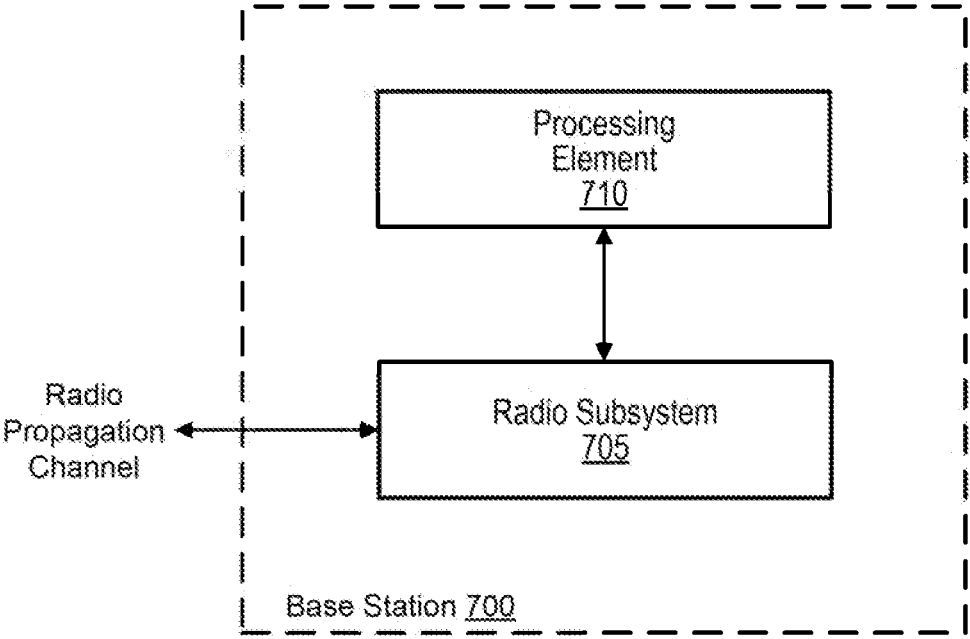 Processing
Element
710
Radio Subsystem
705
Radio
Propagation
Channel
Base Station 700